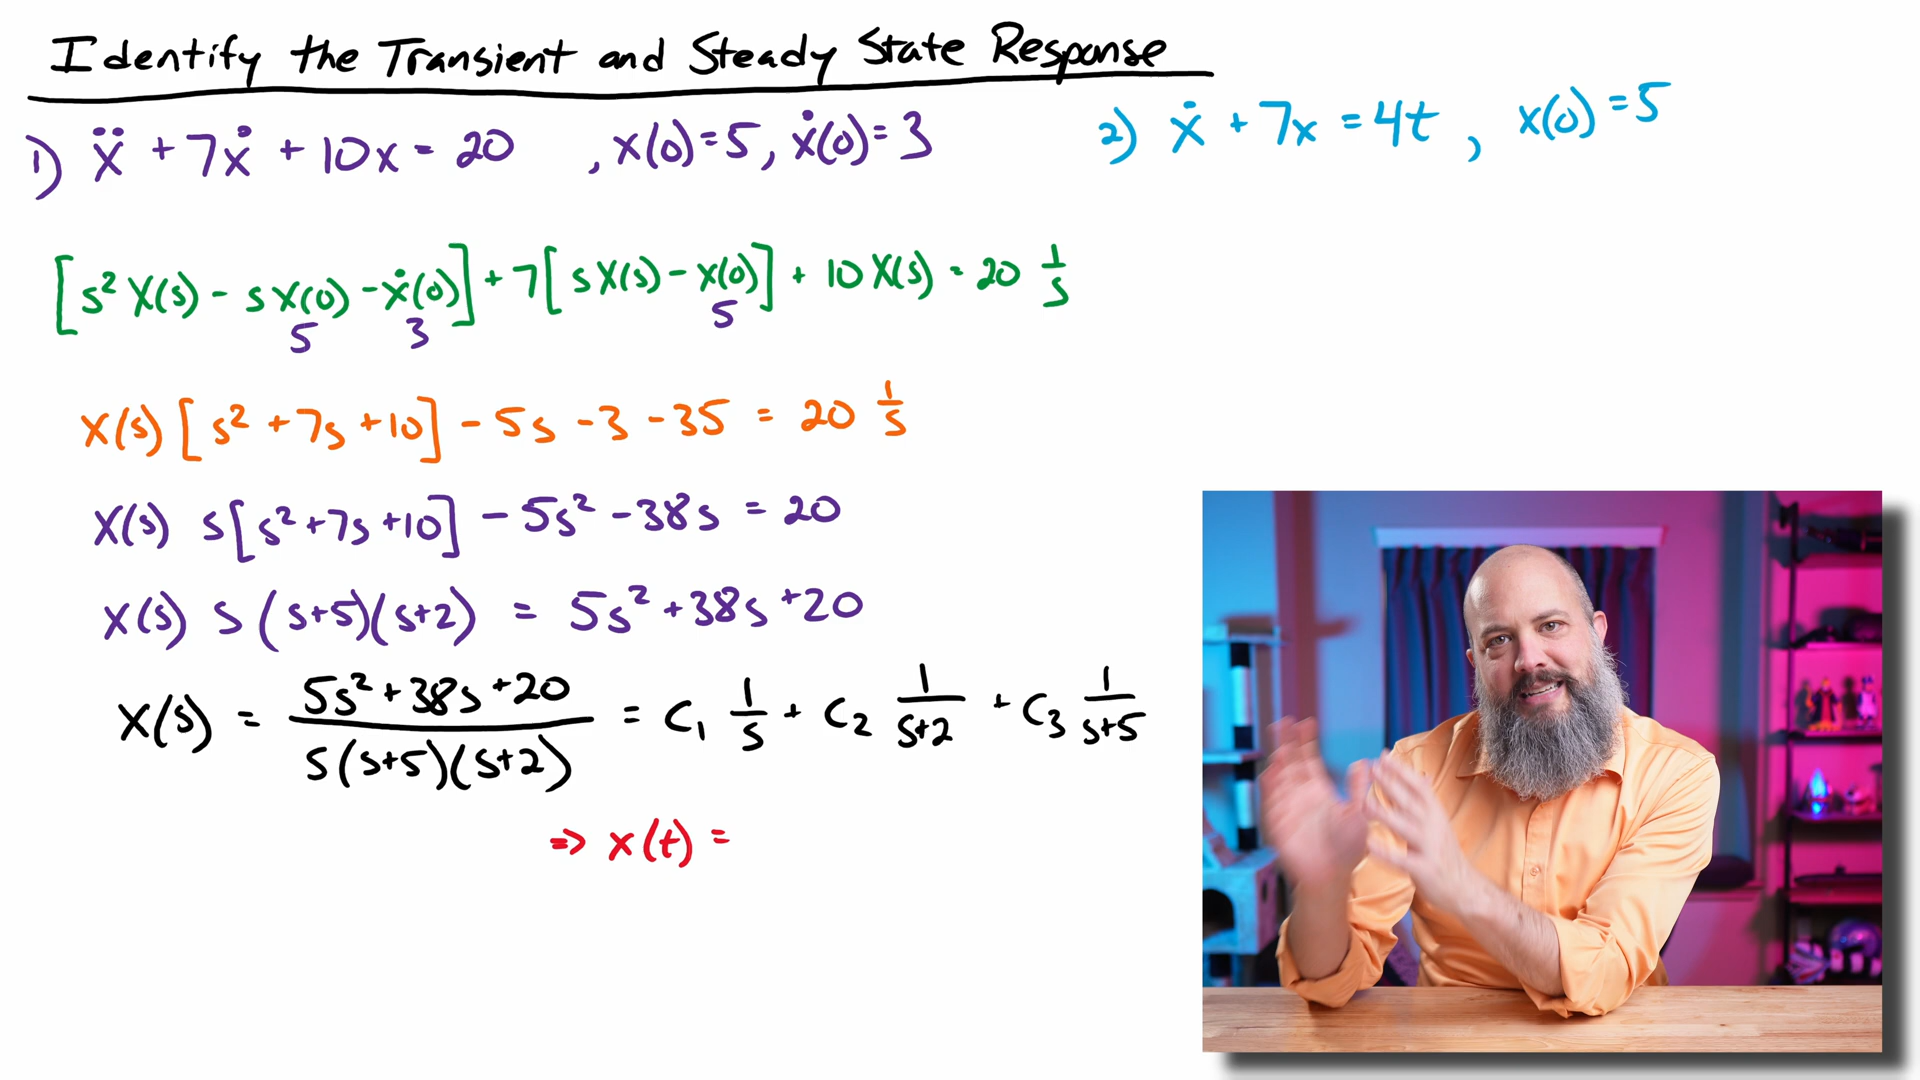 Identify the Transient and Steady State Response
1) ẍ + 7ẋ + 10x = 20 , x(0)=5, ẋ(0)=3
2) ẋ + 7x = 4t , x(0)=5
[s² X(s) - s x(0) - ẋ(0)] + 7[s X(s) - x(0)] + 10 X(s) = 20 1/s
5 3 5
X(s) [s² + 7s + 10] - 5s - 3 - 35 = 20 1/s
X(s) s[s² + 7s + 10] - 5s² - 38s = 20
X(s) s (s+5)(s+2) = 5s² + 38s + 20
X(s) = (5s² + 38s + 20)/(s(s+5)(s+2)) = C₁ 1/s + C₂ 1/(s+2) + C₃ 1/(s+5)
⇒ x(t) =